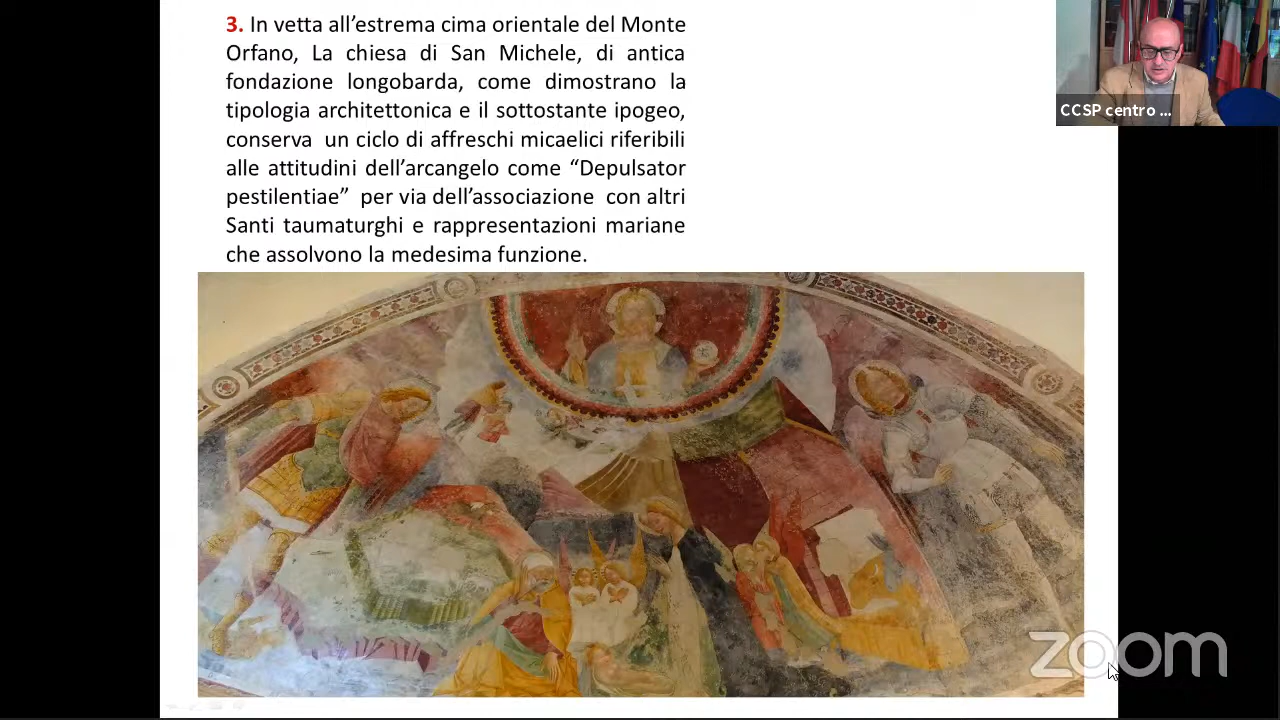 3. In vetta all’estrema cima orientale del Monte
Orfano, La chiesa di San Michele, di antica
fondazione longobarda, come dimostrano la
tipologia architettonica e il sottostante ipogeo,
conserva un ciclo di affreschi micaelici riferibili
alle attitudini dell’arcangelo come “Depulsator
pestilentiae” per via dell’associazione con altri
Santi taumaturghi e rappresentazioni mariane
che assolvono la medesima funzione.
CCSP centro ...
zoom